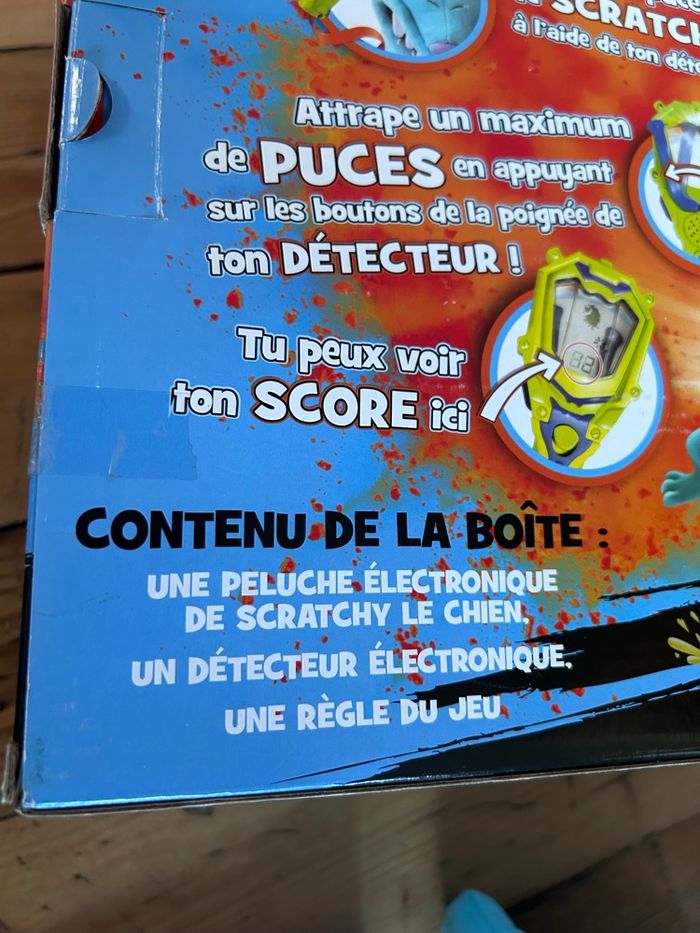 SCRATCH
à l'aide de ton
Attrape un maximum
de PUCES en appuyant
sur les boutons de la poignée de
ton DÉTECTEUR !
Tu peux voir
ton SCORE ici
88
CONTENU DE LA BOÎTE :
UNE PELUCHE ÉLECTRONIQUE
DE SCRATCHY LE CHIEN,
UN DÉTECTEUR ÉLECTRONIQUE,
UNE RÈGLE DU JEU